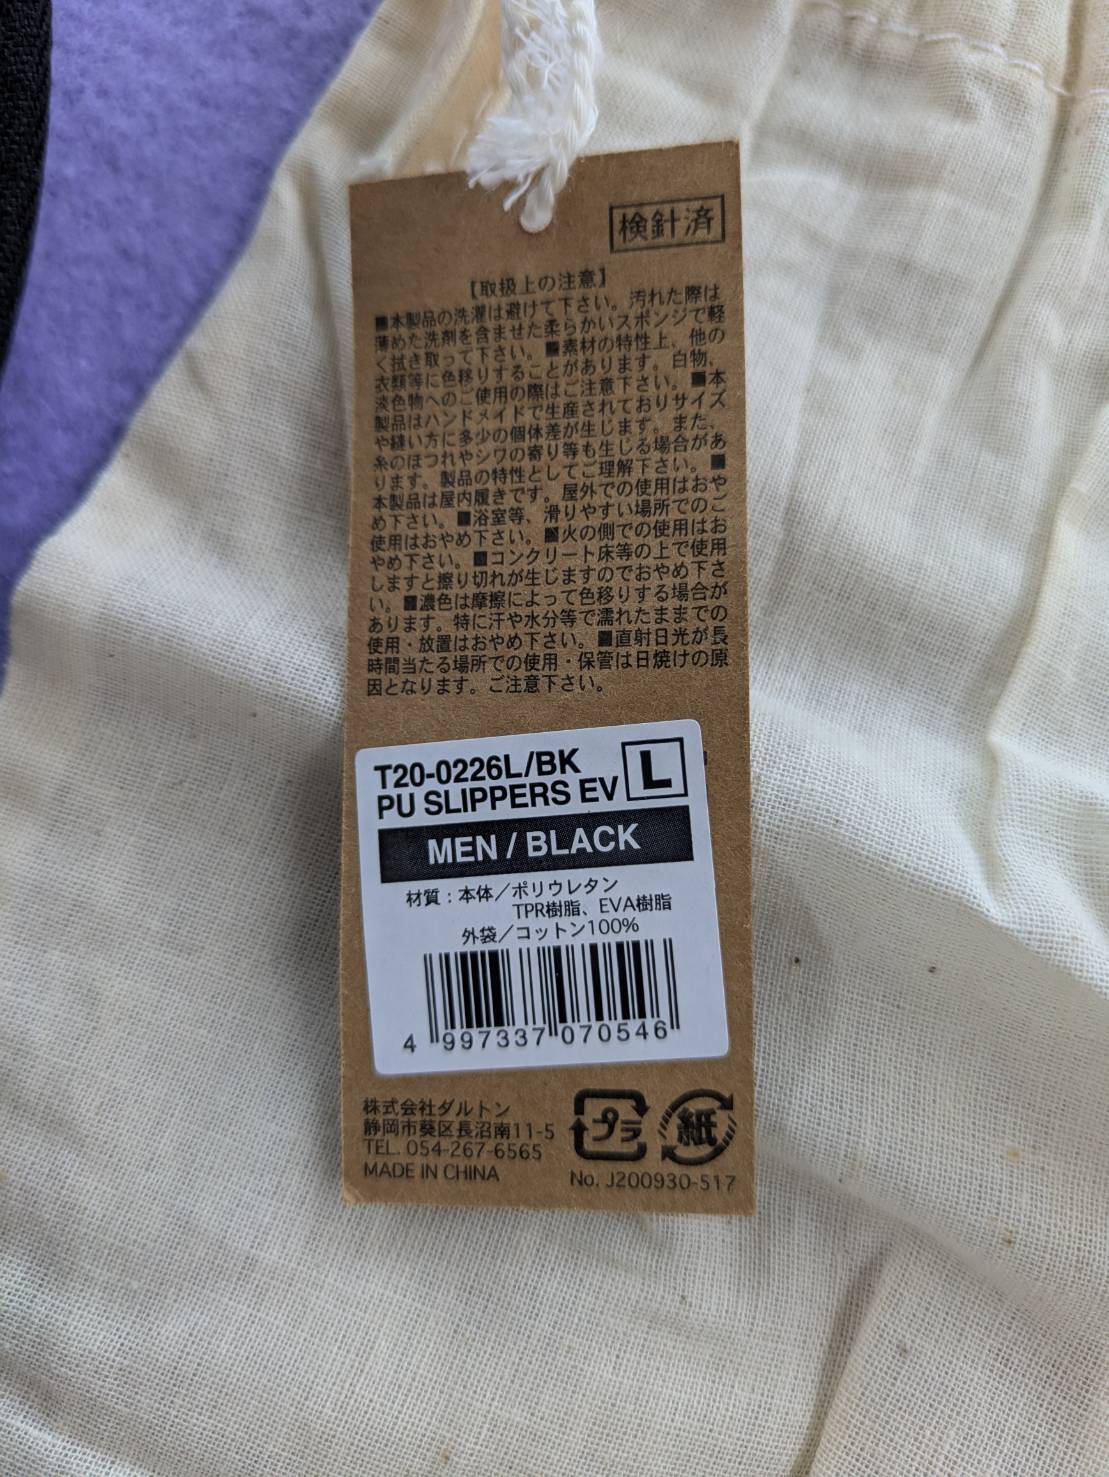 検針済
【取扱上の注意】
■本製品の洗濯は避けて下さい。汚れた際は
薄めた洗剤を含ませた柔らかいスポンジで軽
く拭き取って下さい。■素材の特性上、他の
衣類等に色移りすることがあります。白物、
淡色物へのご使用の際はご注意下さい。■本
製品はハンドメイドで生産されておりサイズ
や縫い方に多少の個体差が生じます。また、
糸のほつれやシワの寄り等も生じる場合があ
ります。製品の特性としてご理解下さい。■
本製品は屋内履きです。屋外での使用はおや
め下さい。■浴室等、滑りやすい場所でのご
使用はおやめ下さい。■火の側での使用はお
やめ下さい。■コンクリート床等の上で使用
しますと擦り切れが生じますのでおやめ下さ
い。■濃色は摩擦によって色移りする場合が
あります。特に汗や水分等で濡れたままでの
使用・放置はおやめ下さい。■直射日光が長
時間当たる場所での使用・保管は日焼けの原
因となります。ご注意下さい。
T20-0226L/BK
PU SLIPPERS EV L
MEN / BLACK
材質：本体／ポリウレタン
TPR樹脂、EVA樹脂
外袋／コットン100%
4 997337 070546
株式会社ダルトン
静岡市葵区長沼南11-5
TEL. 054-267-6565
MADE IN CHINA
プラ 紙
No. J200930-517